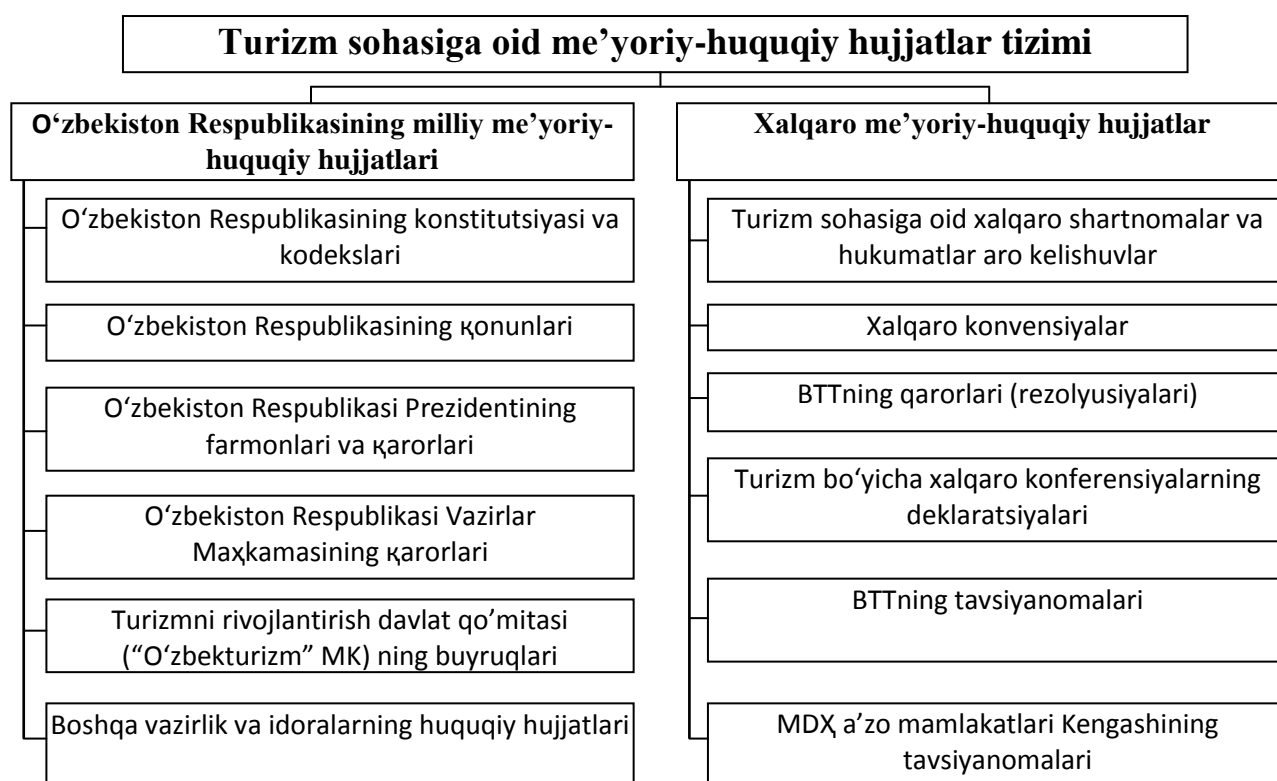 Turizm sohasiga oid me’yoriy-huquqiy hujjatlar tizimi
O‘zbekiston Respublikasining milliy me’yoriy-
huquqiy hujjatlari
O‘zbekiston Respublikasining konstitutsiyasi va
kodekslari
O‘zbekiston Respublikasining қonunlari
O‘zbekiston Respublikasi Prezidentining
farmonlari va қarorlari
O‘zbekiston Respublikasi Vazirlar
Maҳkamasining қarorlari
Turizmni rivojlantirish davlat qo’mitasi
(“O‘zbekturizm” MK) ning buyruqlari
Boshqa vazirlik va idoralarning huquqiy hujjatlari
Xalqaro me’yoriy-huquqiy hujjatlar
Turizm sohasiga oid xalqaro shartnomalar va
hukumatlar aro kelishuvlar
Xalqaro konvensiyalar
BTTning qarorlari (rezolyusiyalari)
Turizm bo‘yicha xalqaro konferensiyalarning
deklaratsiyalari
BTTning tavsiyanomalari
MDҲ a’zo mamlakatlari Kengashining
tavsiyanomalari